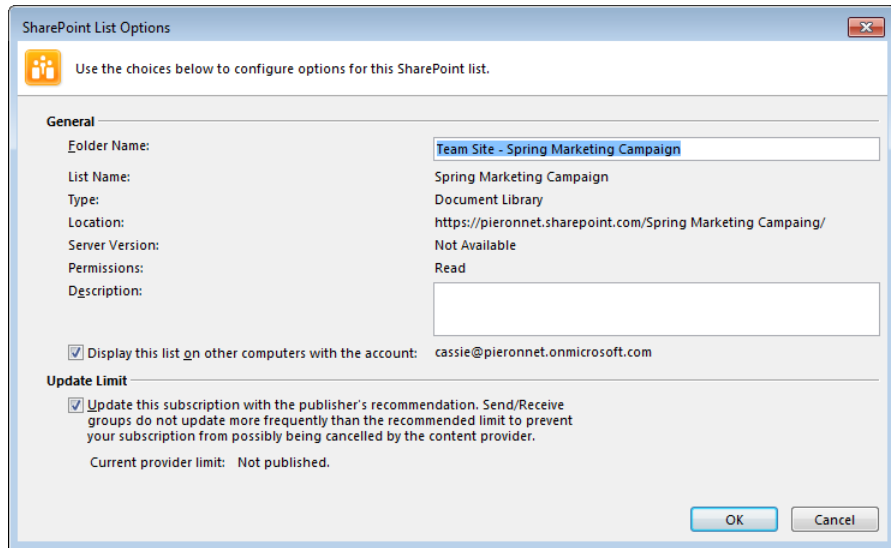 SharePoint List Options
Use the choices below to configure options for this SharePoint list.
General
Folder Name: Team Site - Spring Marketing Campaign
List Name: Spring Marketing Campaign
Type: Document Library
Location: https://pieronnet.sharepoint.com/Spring Marketing Campaing/
Server Version: Not Available
Permissions: Read
Description:
Display this list on other computers with the account: cassie@pieronnet.onmicrosoft.com
Update Limit
Update this subscription with the publisher's recommendation. Send/Receive
groups do not update more frequently than the recommended limit to prevent
your subscription from possibly being cancelled by the content provider.
Current provider limit: Not published.
OK Cancel